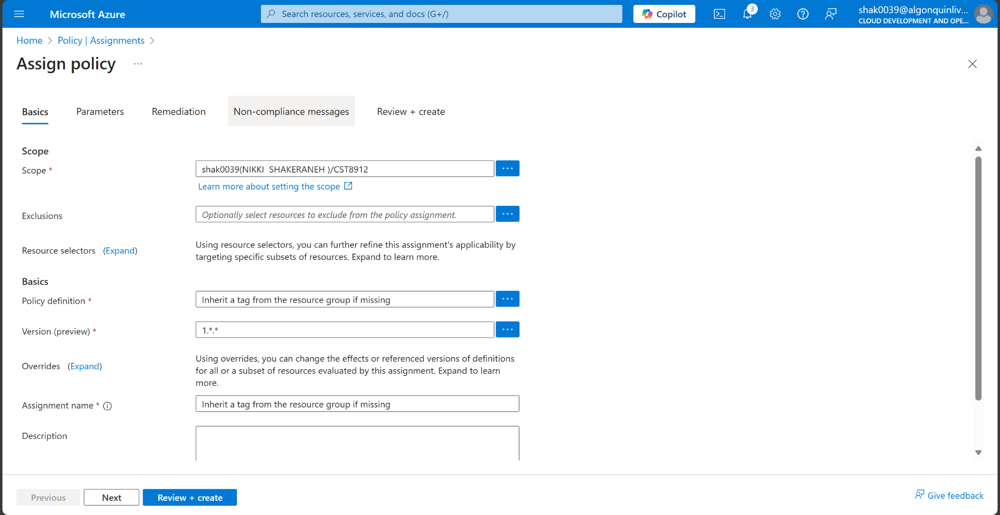 Microsoft Azure
Search resources, services, and docs (G+/)
Copilot
3
shak0039@algonquinliv...
CLOUD DEVELOPMENT AND OPE...
Home > Policy | Assignments >
Assign policy ...
Basics Parameters Remediation Non-compliance messages Review + create
Scope
Scope * shak0039(NIKKI SHAKERANEH )/CST8912 ...
Learn more about setting the scope
Exclusions Optionally select resources to exclude from the policy assignment. ...
Resource selectors (Expand)
Using resource selectors, you can further refine this assignment's applicability by
targeting specific subsets of resources. Expand to learn more.
Basics
Policy definition * Inherit a tag from the resource group if missing ...
Version (preview) * 1.*.* ...
Overrides (Expand)
Using overrides, you can change the effects or referenced versions of definitions
for all or a subset of resources evaluated by this assignment. Expand to learn
more.
Assignment name * Inherit a tag from the resource group if missing
Description
Previous Next Review + create
Give feedback